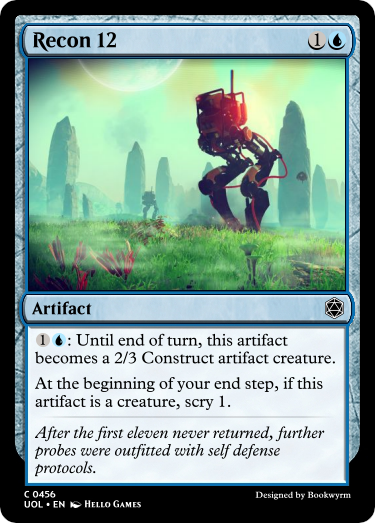 Recon 12
1
Artifact
1 : Until end of turn, this artifact
becomes a 2/3 Construct artifact creature.
At the beginning of your end step, if this
artifact is a creature, scry 1.
After the first eleven never returned, further
probes were outfitted with self defense
protocols.
C 0456
UOL • EN Hello Games
Designed by Bookwyrm